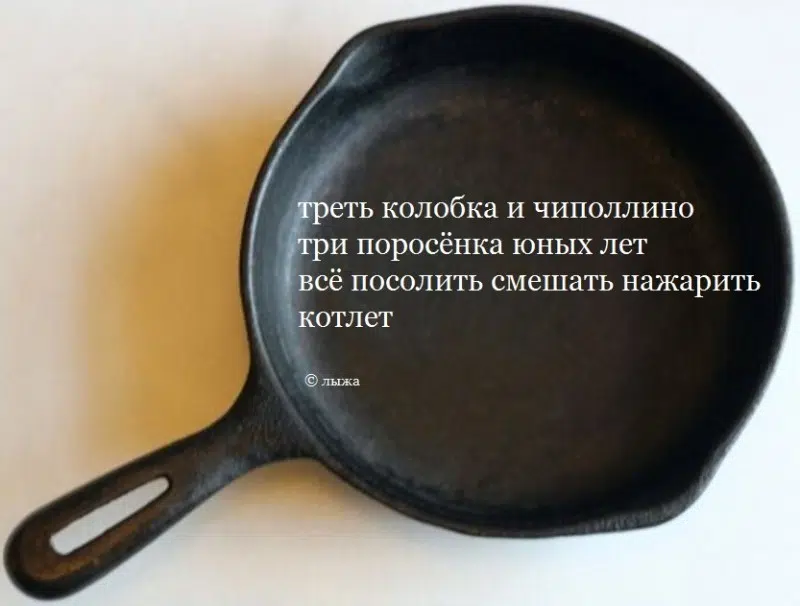 треть колобка и чиполлино
три поросёнка юных лет
всё посолить смешать нажарить
котлет
© лыжа